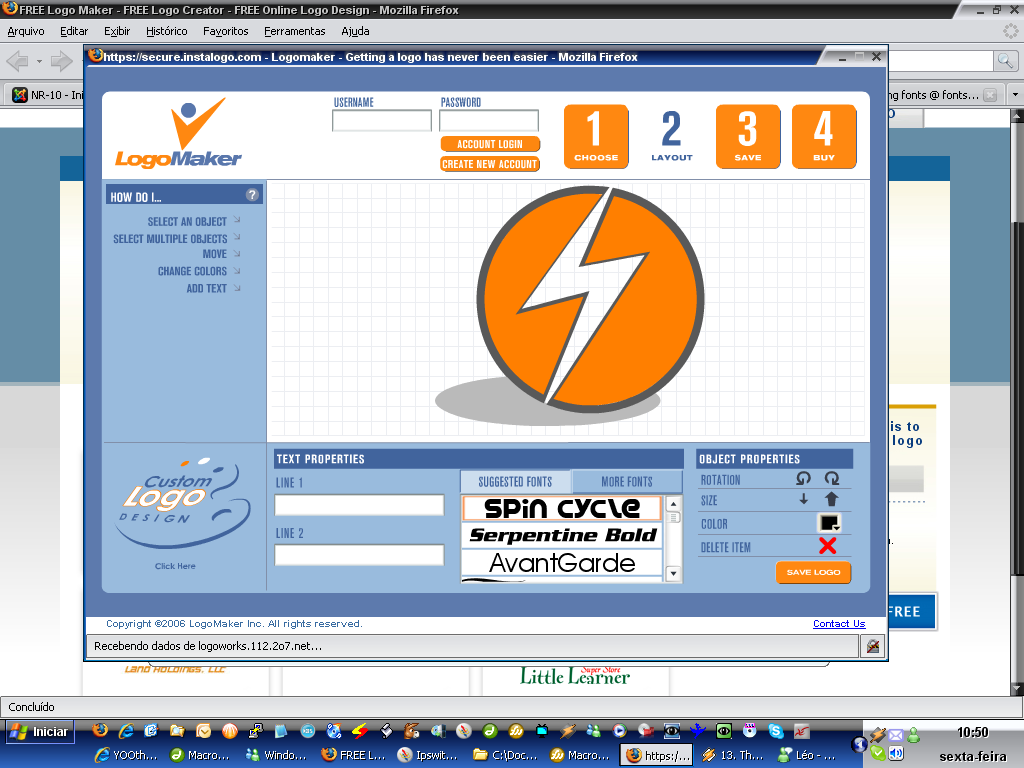 FREE Logo Maker - FREE Logo Creator - FREE Online Logo Design - Mozilla Firefox
Arquivo Editar Exibir Histórico Favoritos Ferramentas Ajuda
https://secure.instalogo.com - Logomaker - Getting a logo has never been easier - Mozilla Firefox
NR-10 - Ini
ng fonts @ fonts...
LogoMaker
USERNAME
PASSWORD
ACCOUNT LOGIN
CREATE NEW ACCOUNT
1 CHOOSE
2 LAYOUT
3 SAVE
4 BUY
HOW DO I... ?
SELECT AN OBJECT
SELECT MULTIPLE OBJECTS
MOVE
CHANGE COLORS
ADD TEXT
is to
logo
Custom
Logo
DESIGN
Click Here
TEXT PROPERTIES
LINE 1
LINE 2
SUGGESTED FONTS
MORE FONTS
Spin Cycle
Serpentine Bold
AvantGarde
OBJECT PROPERTIES
ROTATION
SIZE
COLOR
DELETE ITEM
SAVE LOGO
FREE
Copyright ©2006 LogoMaker Inc. All rights reserved.
Contact Us
Recebendo dados de logoworks.112.2o7.net...
LAND HOLDINGS, LLC
Super Store
Little Learner
Concluído
Iniciar
YOOth...
Macro...
Windo...
FREE L...
Ipswit...
C:\Doc...
Macro...
https:/...
13. Th...
Léo - ...
10:50
sexta-feira